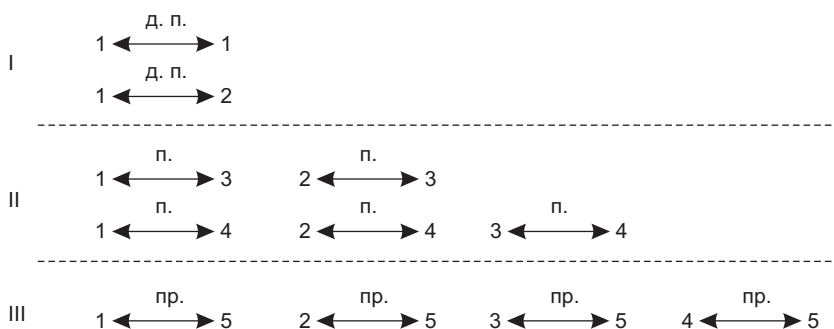 д. п.
1 1
I
д. п.
1 2
п. п.
1 3 2 3
II
п. п. п.
1 4 2 4 3 4
пр. пр. пр. пр.
III 1 5 2 5 3 5 4 5